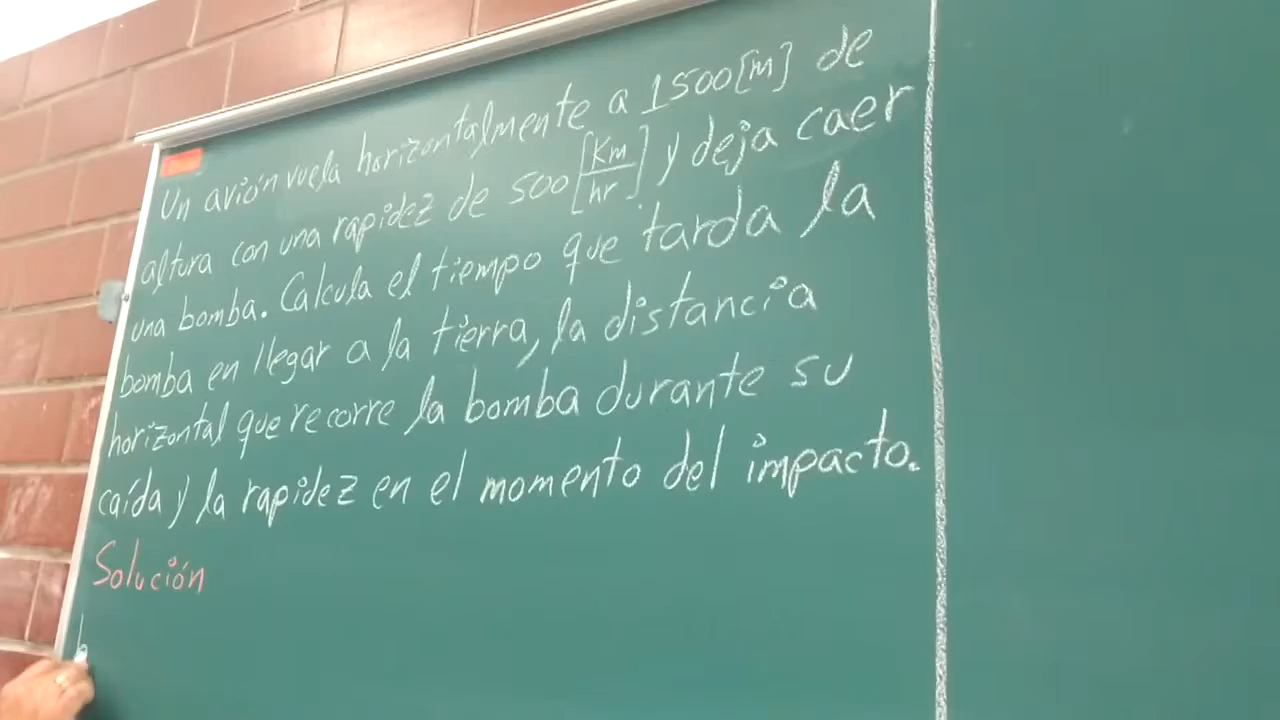 Un avión vuela horizontalmente a 1500[m] de
altura con una rapidez de 500 [Km/hr] y deja caer
una bomba. Calcula el tiempo que tarda la
bomba en llegar a la tierra, la distancia
horizontal que recorre la bomba durante su
caída y la rapidez en el momento del impacto.
Solución